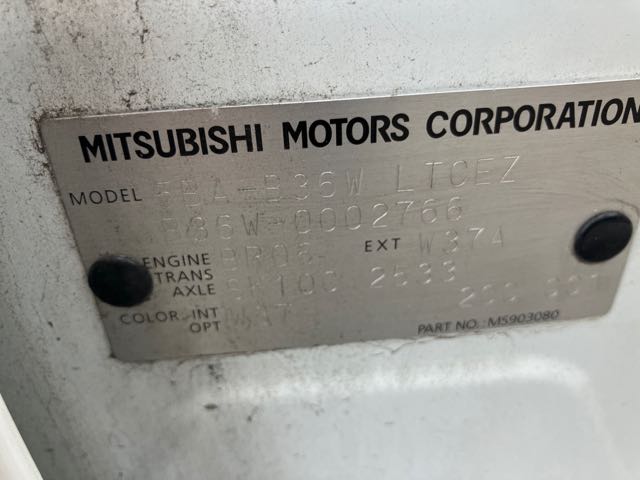 MITSUBISHI MOTORS CORPORATION
MODEL 5BA-B36W LTCEZ
B36W-0002766
ENGINE BR06- EXT W37A
TRANS AXLE 2533
COLOR. INT OPT
PART NO.: MS903080